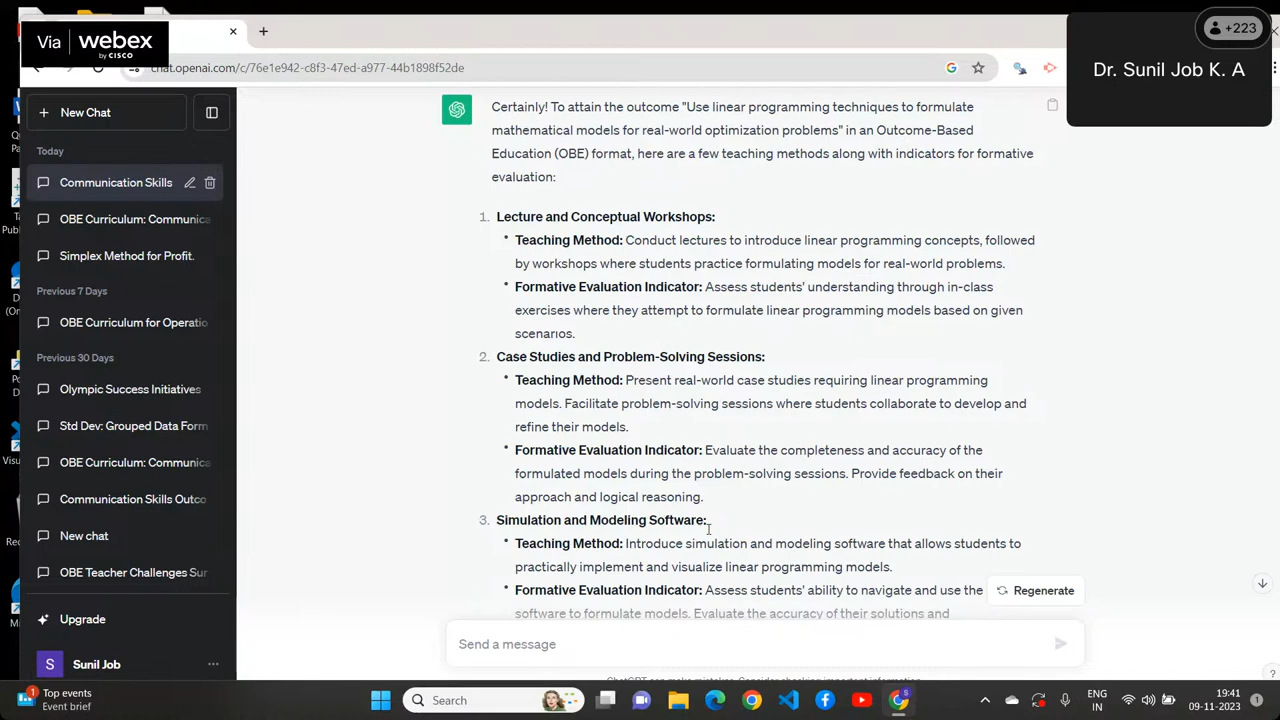 Via webex
by CISCO
+223
Dr. Sunil Job K. A
chat.openai.com/c/76e1e942-c8f3-47ed-a977-44b1898f52de
New Chat
Today
Communication Skills
OBE Curriculum: Communica
Simplex Method for Profit.
Previous 7 Days
OBE Curriculum for Operatio
Previous 30 Days
Olympic Success Initiatives
Std Dev: Grouped Data Form
OBE Curriculum: Communica
Communication Skills Outco
New chat
OBE Teacher Challenges Sur
Upgrade
S Sunil Job
Certainly! To attain the outcome "Use linear programming techniques to formulate
mathematical models for real-world optimization problems" in an Outcome-Based
Education (OBE) format, here are a few teaching methods along with indicators for formative
evaluation:
1. Lecture and Conceptual Workshops:
• Teaching Method: Conduct lectures to introduce linear programming concepts, followed
by workshops where students practice formulating models for real-world problems.
• Formative Evaluation Indicator: Assess students' understanding through in-class
exercises where they attempt to formulate linear programming models based on given
scenarios.
2. Case Studies and Problem-Solving Sessions:
• Teaching Method: Present real-world case studies requiring linear programming
models. Facilitate problem-solving sessions where students collaborate to develop and
refine their models.
• Formative Evaluation Indicator: Evaluate the completeness and accuracy of the
formulated models during the problem-solving sessions. Provide feedback on their
approach and logical reasoning.
3. Simulation and Modeling Software:
• Teaching Method: Introduce simulation and modeling software that allows students to
practically implement and visualize linear programming models.
• Formative Evaluation Indicator: Assess students' ability to navigate and use the
software to formulate models. Evaluate the accuracy of their solutions and
Regenerate
Send a message
Top events
Event brief
1
Search
ENG
IN
19:41
09-11-2023